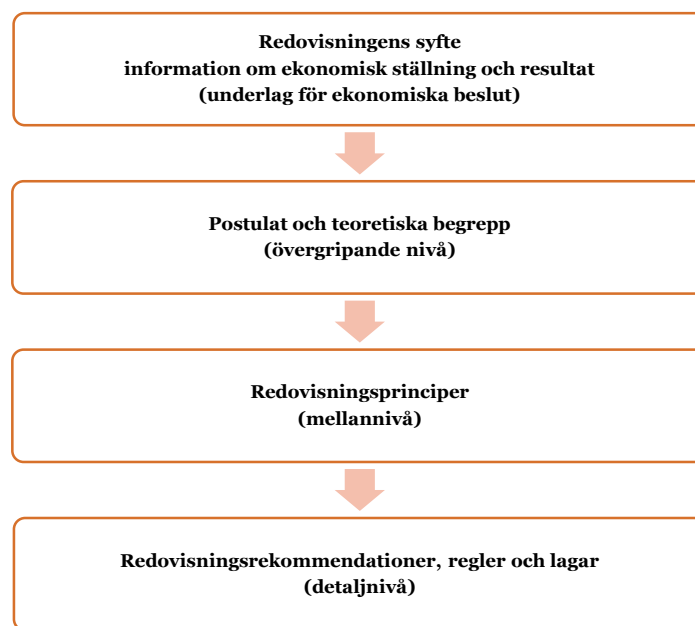 Redovisningens syfte
information om ekonomisk ställning och resultat
(underlag för ekonomiska beslut)
Postulat och teoretiska begrepp
(övergripande nivå)
Redovisningsprinciper
(mellannivå)
Redovisningsrekommendationer, regler och lagar
(detaljnivå)